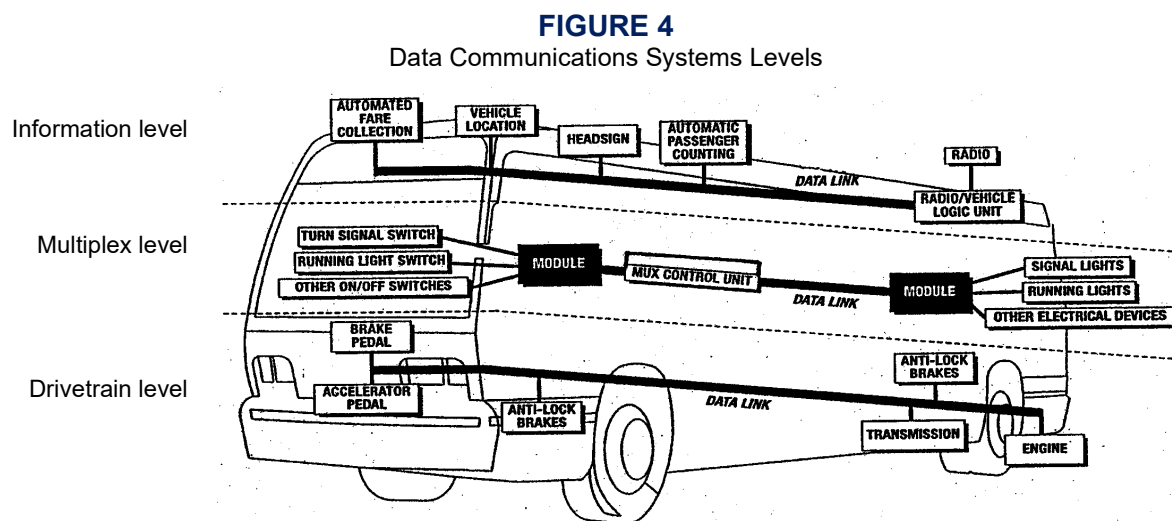 FIGURE 4
Data Communications Systems Levels
Information level
AUTOMATED
FARE
COLLECTION
VEHICLE
LOCATION
HEADSIGN
AUTOMATIC
PASSENGER
COUNTING
RADIO
DATA LINK
RADIO/VEHICLE
LOGIC UNIT
Multiplex level
TURN SIGNAL SWITCH
RUNNING LIGHT SWITCH
OTHER ON/OFF SWITCHES
MODULE
MUX CONTROL UNIT
DATA LINK
MODULE
SIGNAL LIGHTS
RUNNING LIGHTS
OTHER ELECTRICAL DEVICES
Drivetrain level
BRAKE
PEDAL
ACCELERATOR
PEDAL
ANTI-LOCK
BRAKES
DATA LINK
ANTI-LOCK
BRAKES
TRANSMISSION
ENGINE